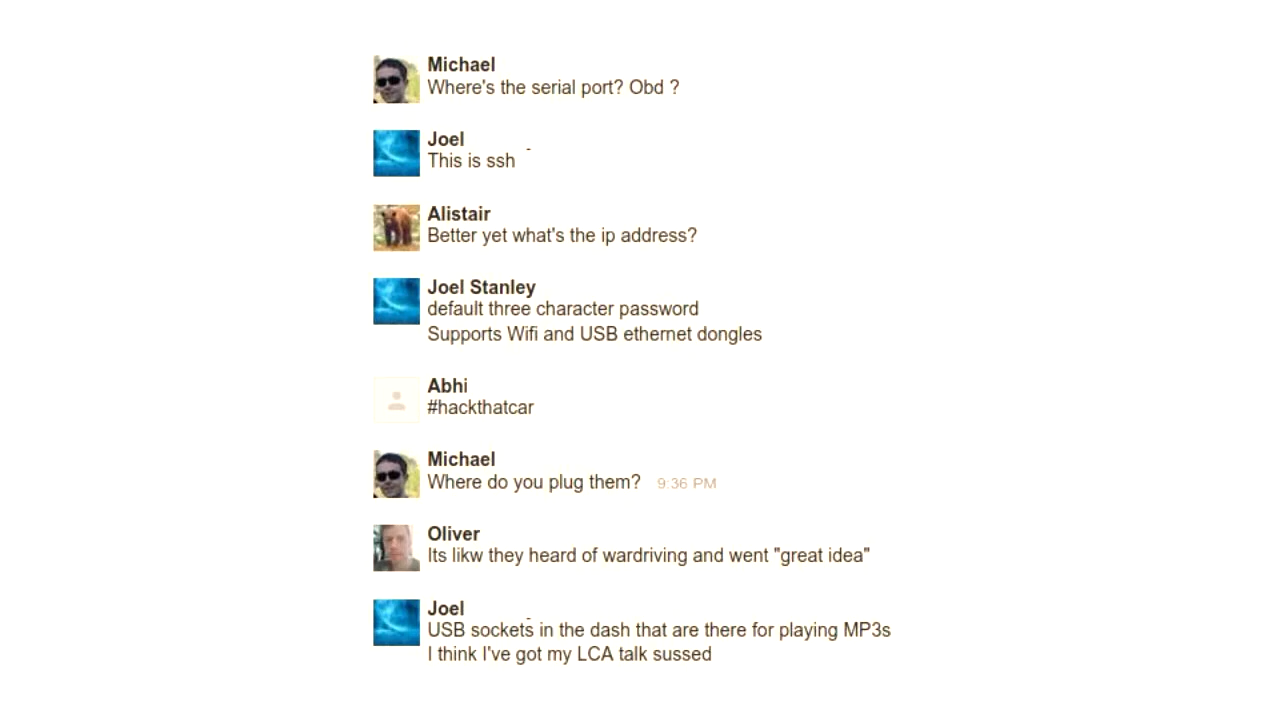 Michael
Where's the serial port? Obd ?
Joel
This is ssh
Alistair
Better yet what's the ip address?
Joel Stanley
default three character password
Supports Wifi and USB ethernet dongles
Abhi
#hackthatcar
Michael
Where do you plug them? 9:36 PM
Oliver
Its likw they heard of wardriving and went "great idea"
Joel
USB sockets in the dash that are there for playing MP3s
I think I've got my LCA talk sussed